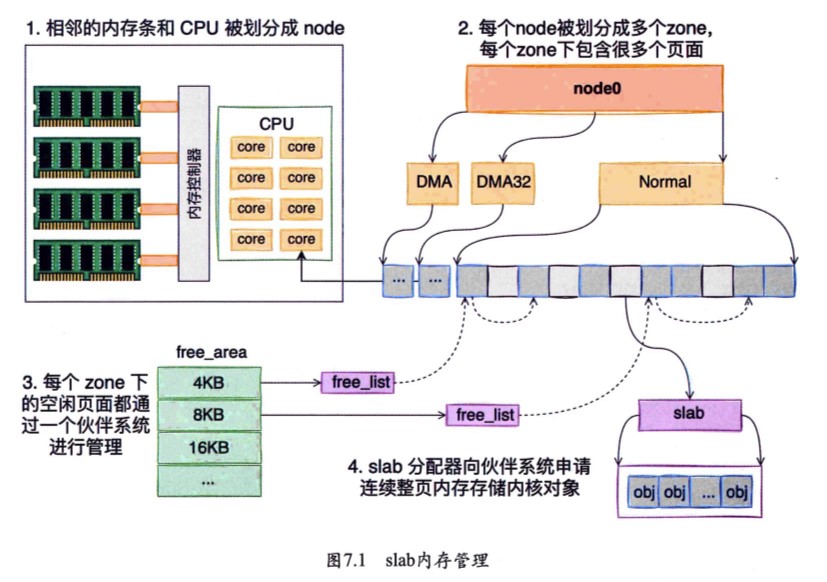 1. 相邻的内存条和 CPU 被划分成 node
2. 每个node被划分成多个zone,
每个zone下包含很多个页面
node0
内存控制器
CPU
core core
core core
core core
core core
DMA
DMA32
Normal
...
...
free_area
3. 每个 zone 下
的空闲页面都通
过一个伙伴系统
进行管理
4KB
8KB
16KB
...
free_list
free_list
slab
4. slab 分配器向伙伴系统申请
连续整页内存存储内核对象
obj obj ... obj
图7.1 slab内存管理